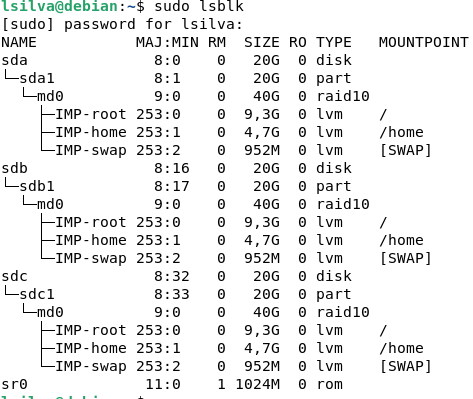 lsilva@debian:~$ sudo lsblk
[sudo] password for lsilva:
NAME             MAJ:MIN RM  SIZE RO TYPE   MOUNTPOINT
sda                8:0    0   20G  0 disk
└─sda1             8:1    0   20G  0 part
  └─md0            9:0    0   40G  0 raid10
    ├─IMP-root 253:0    0  9,3G  0 lvm    /
    ├─IMP-home 253:1    0  4,7G  0 lvm    /home
    └─IMP-swap 253:2    0  952M  0 lvm    [SWAP]
sdb                8:16   0   20G  0 disk
└─sdb1             8:17   0   20G  0 part
  └─md0            9:0    0   40G  0 raid10
    ├─IMP-root 253:0    0  9,3G  0 lvm    /
    ├─IMP-home 253:1    0  4,7G  0 lvm    /home
    └─IMP-swap 253:2    0  952M  0 lvm    [SWAP]
sdc                8:32   0   20G  0 disk
└─sdc1             8:33   0   20G  0 part
  └─md0            9:0    0   40G  0 raid10
    ├─IMP-root 253:0    0  9,3G  0 lvm    /
    ├─IMP-home 253:1    0  4,7G  0 lvm    /home
    └─IMP-swap 253:2    0  952M  0 lvm    [SWAP]
sr0               11:0    1 1024M  0 rom